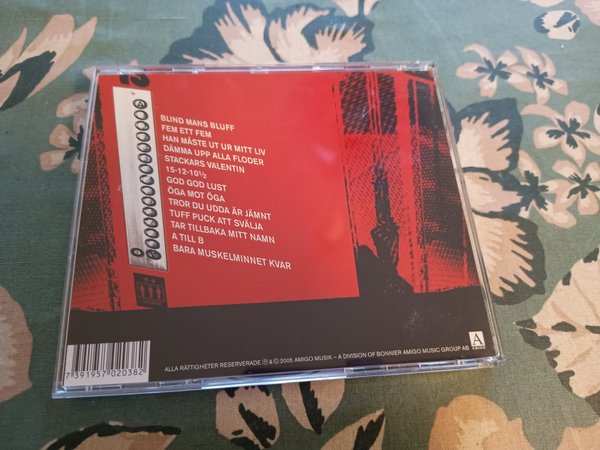 BLIND MANS BLUFF
FEM ETT FEM
HAN MÅSTE UT UR MITT LIV
DÄMMA UPP ALLA FLODER
STACKARS VALENTIN
15-12-10½
GOD GOD LUST
ÖGA MOT ÖGA
TROR DU UDDA ÄR JÄMNT
TUFF PUCK ATT SVÄLJA
TAR TILLBAKA MITT NAMN
A TILL B
BARA MUSKELMINNET KVAR
ALLA RÄTTIGHETER RESERVERADE ℗ & © 2005 AMIGO MUSIK – A DIVISION OF BONNIER AMIGO MUSIC GROUP AB
A
AMIGO
7 391957 020382